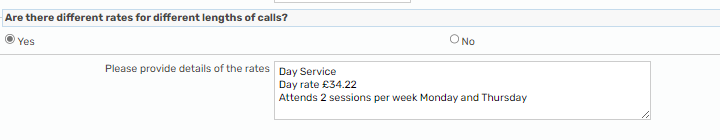 Are there different rates for different lengths of calls?
Yes No
Please provide details of the rates
Day Service
Day rate £34.22
Attends 2 sessions per week Monday and Thursday